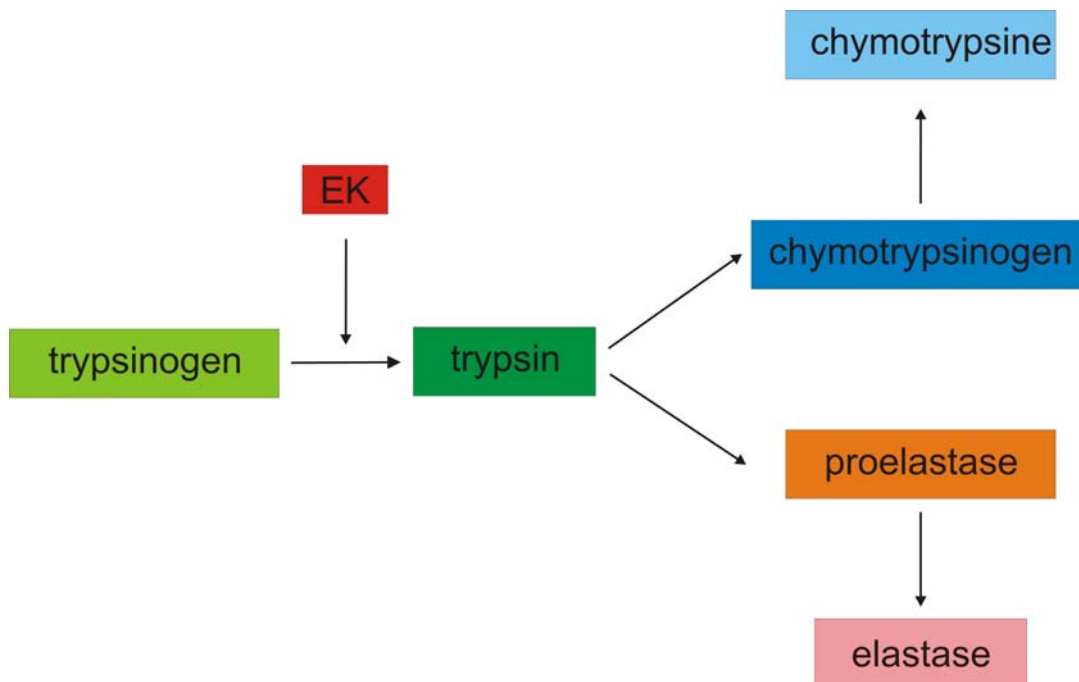 chymotrypsine
EK
chymotrypsinogen
trypsinogen
trypsin
proelastase
elastase